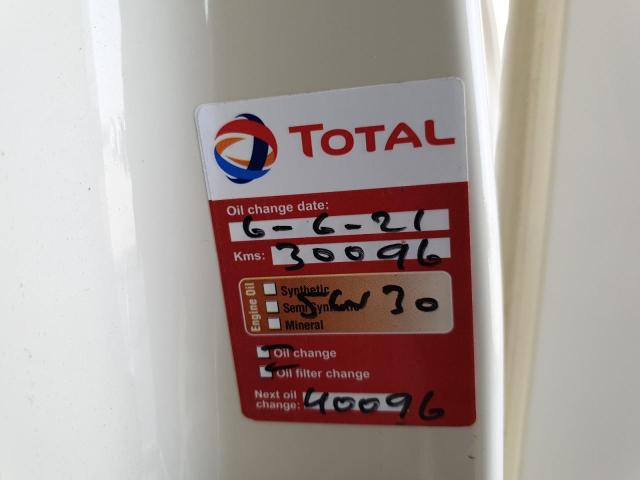 TOTAL
Oil change date:
6-6-21
Kms: 30096
Engine Oil
Synthetic
Semi Synthetic
Mineral
5W30
Oil change
Oil filter change
Next oil change: 40096